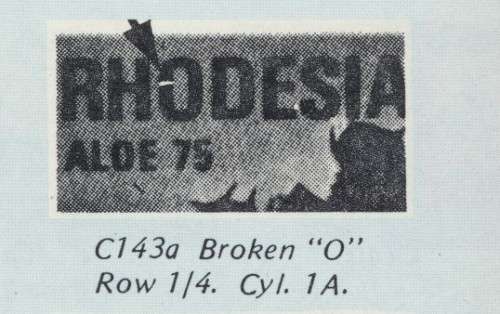 RHODESIA
ALOE 75
C143a Broken "O"
Row 1/4. Cyl. 1A.